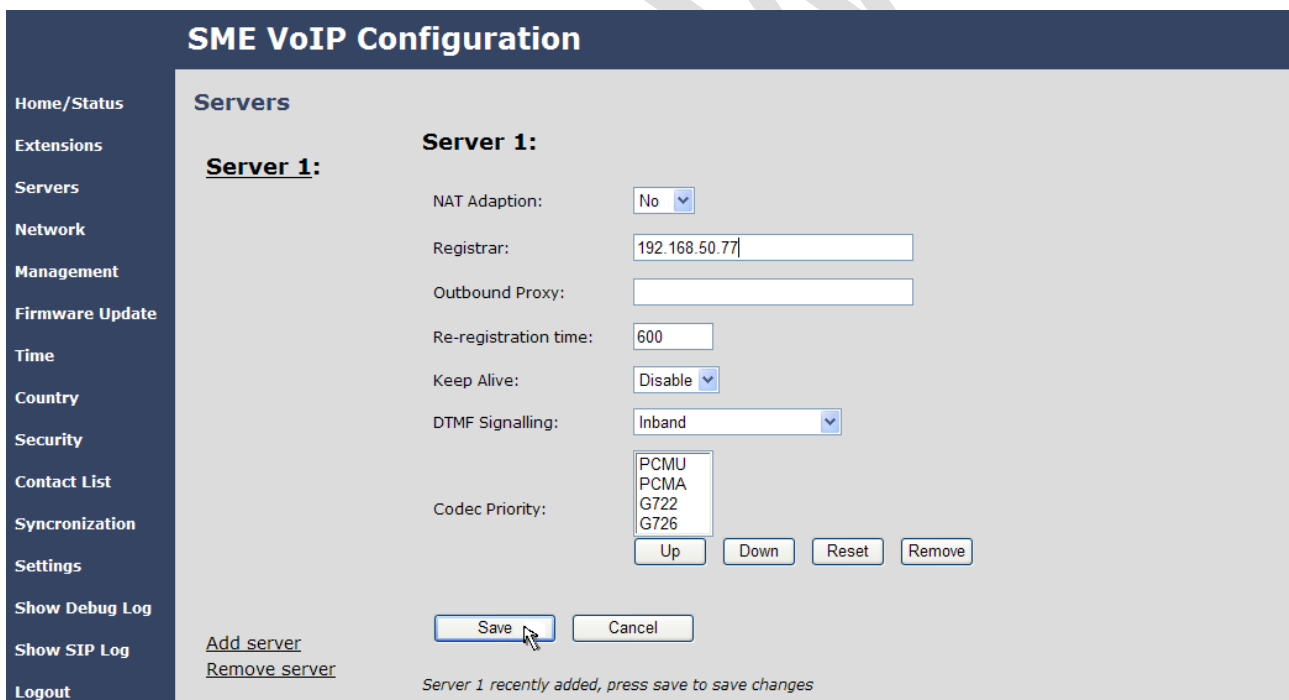 SME VoIP Configuration
Home/Status
Extensions
Servers
Network
Management
Firmware Update
Time
Country
Security
Contact List
Syncronization
Settings
Show Debug Log
Show SIP Log
Logout
Servers
Server 1:
Add server
Remove server
Server 1:
NAT Adaption: No
Registrar: 192.168.50.77
Outbound Proxy:
Re-registration time: 600
Keep Alive: Disable
DTMF Signalling: Inband
Codec Priority:
PCMU
PCMA
G722
G726
Up Down Reset Remove
Save Cancel
Server 1 recently added, press save to save changes